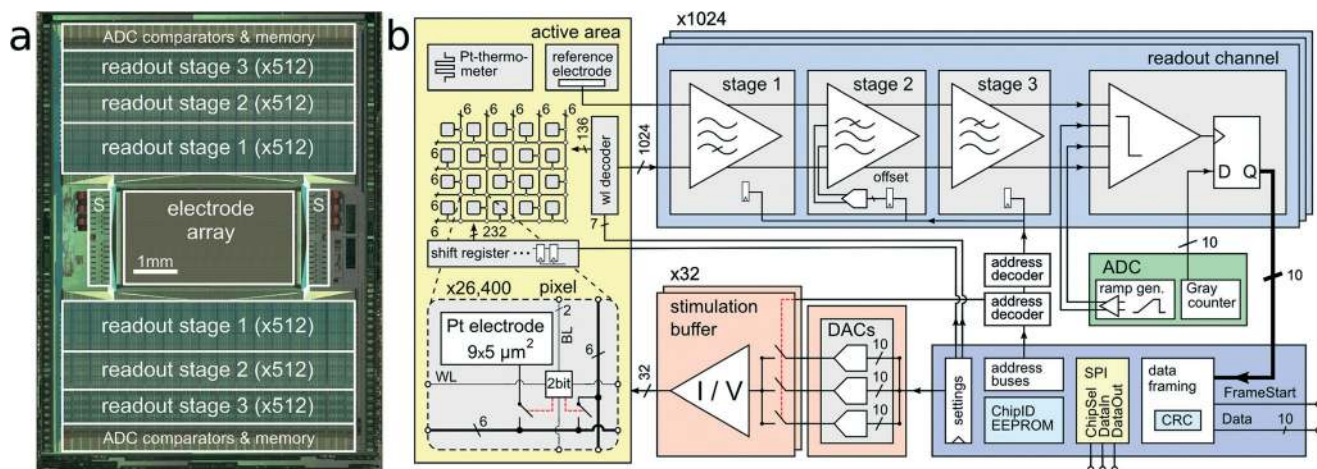 a
ADC comparators & memory
readout stage 3 (x512)
readout stage 2 (x512)
readout stage 1 (x512)
S
electrode
array
S
1mm
readout stage 1 (x512)
readout stage 2 (x512)
readout stage 3 (x512)
ADC comparators & memory
b
active area
Pt-thermo-
meter
reference
electrode
6 6 6 6 6
6
6
6
6
136
wl decoder
1024
7
232
shift register ...
x26,400
pixel
Pt electrode
9x5 µm²
2
BL
6
WL
2bit
6
x1024
readout channel
stage 1
stage 2
stage 3
offset
D Q
10
10
ADC
ramp gen.
Gray
counter
address
decoder
address
decoder
x32
stimulation
buffer
I / V
32
DACs
10
10
10
settings
address
buses
ChipID
EEPROM
SPI
ChipSel
DataIn
DataOut
data
framing
CRC
FrameStart
Data
10